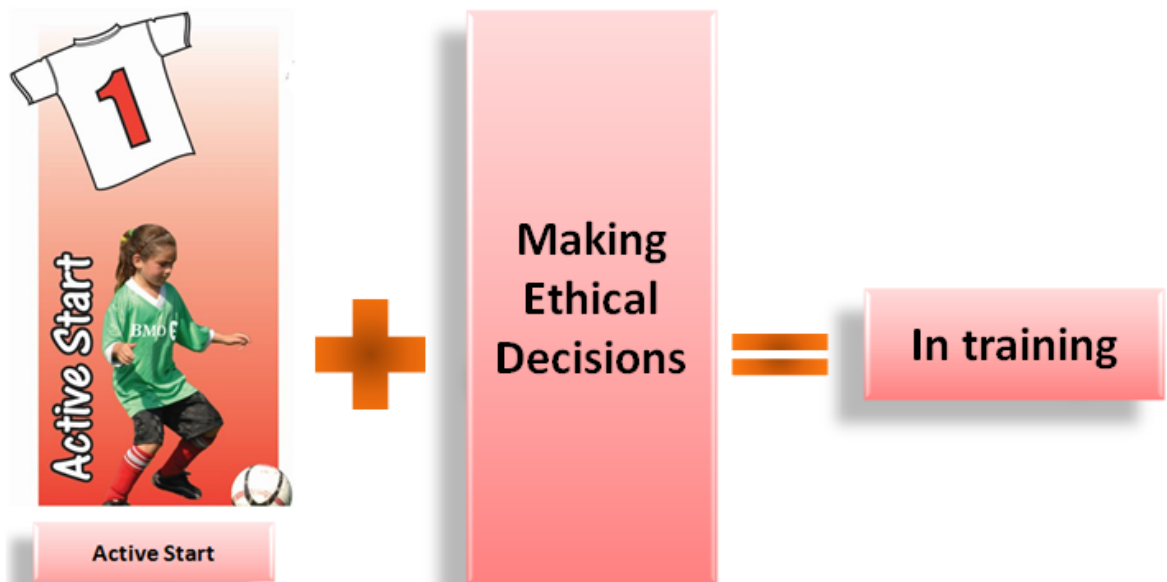 1
Active Start
BMO
Active Start
Making
Ethical
Decisions
In training